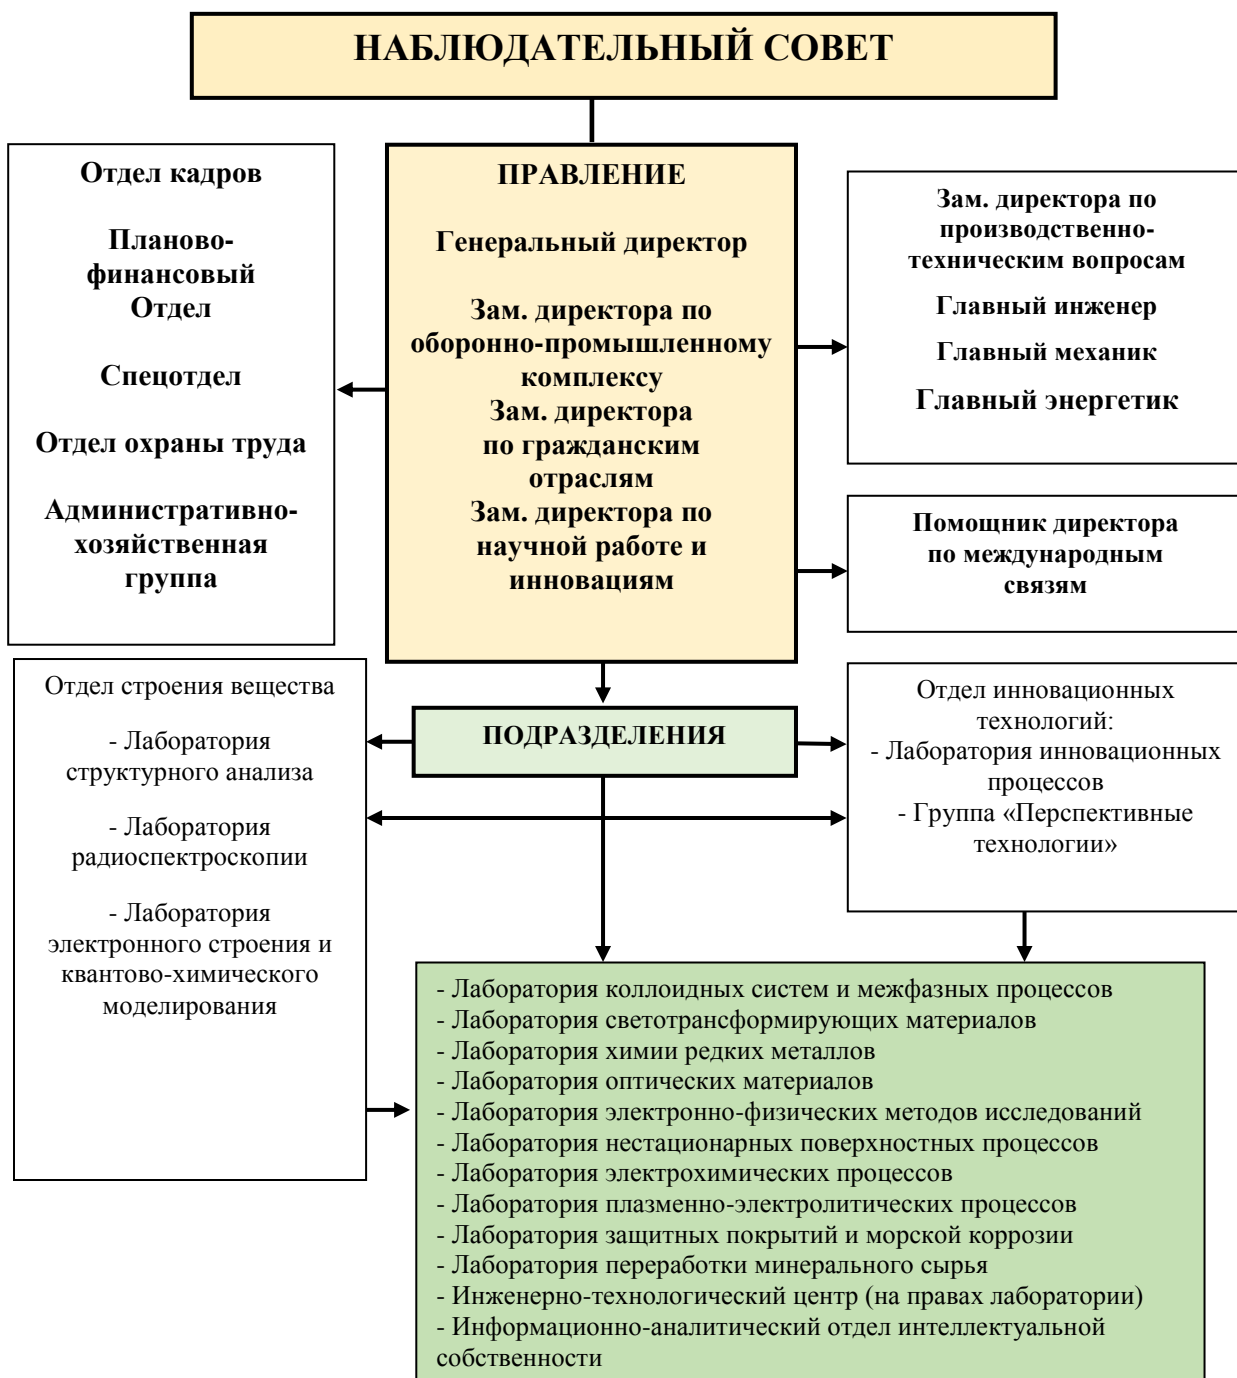 НАБЛЮДАТЕЛЬНЫЙ СОВЕТ
Отдел кадров
Планово-
финансовый
Отдел
Спецотдел
Отдел охраны труда
Административно-
хозяйственная
группа
ПРАВЛЕНИЕ
Генеральный директор
Зам. директора по
оборонно-промышленному
комплексу
Зам. директора
по гражданским
отраслям
Зам. директора по
научной работе и
инновациям
Зам. директора по
производственно-
техническим вопросам
Главный инженер
Главный механик
Главный энергетик
Помощник директора
по международным
связям
Отдел строения вещества
- Лаборатория
структурного анализа
- Лаборатория
радиоспектроскопии
- Лаборатория
электронного строения и
квантово-химического
моделирования
ПОДРАЗДЕЛЕНИЯ
Отдел инновационных
технологий:
- Лаборатория инновационных
процессов
- Группа «Перспективные
технологии»
- Лаборатория коллоидных систем и межфазных процессов
- Лаборатория светотрансформирующих материалов
- Лаборатория химии редких металлов
- Лаборатория оптических материалов
- Лаборатория электронно-физических методов исследований
- Лаборатория нестационарных поверхностных процессов
- Лаборатория электрохимических процессов
- Лаборатория плазменно-электролитических процессов
- Лаборатория защитных покрытий и морской коррозии
- Лаборатория переработки минерального сырья
- Инженерно-технологический центр (на правах лаборатории)
- Информационно-аналитический отдел интеллектуальной
собственности